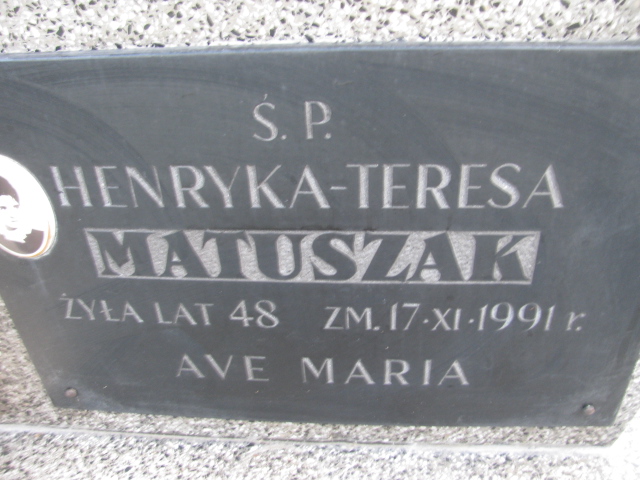 Ś. P.
HENRYKA-TERESA
MATUSZAK
ŻYŁA LAT 48 ZM. 17·XI·1991 r.
AVE MARIA